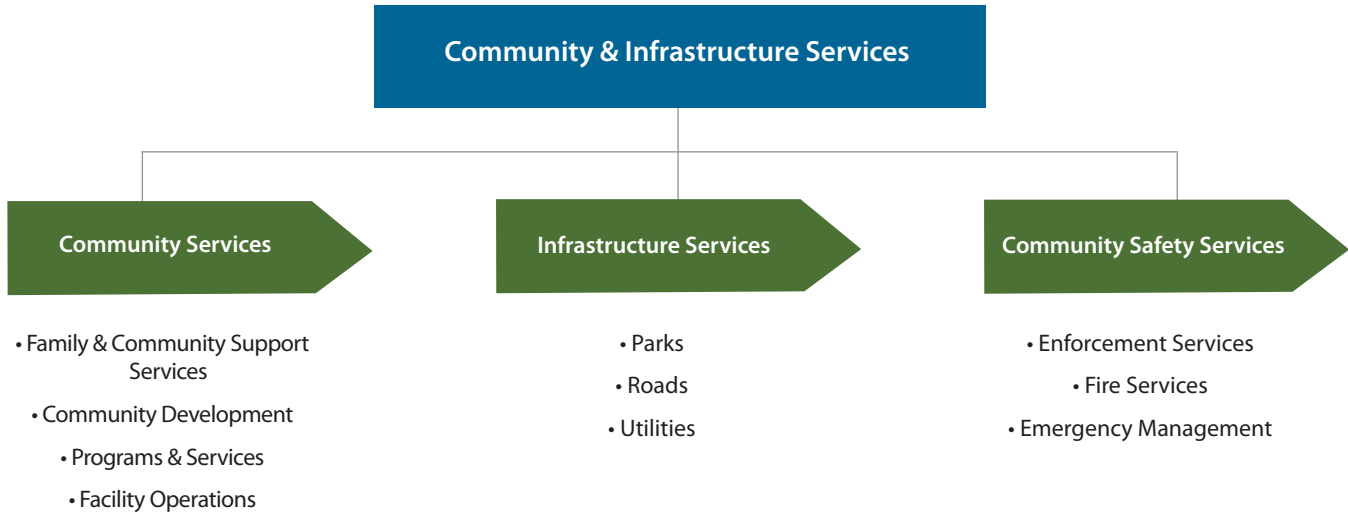 Community & Infrastructure Services
Community Services
Infrastructure Services
Community Safety Services
• Family & Community Support
Services
• Community Development
• Programs & Services
• Facility Operations
• Parks
• Roads
• Utilities
• Enforcement Services
• Fire Services
• Emergency Management